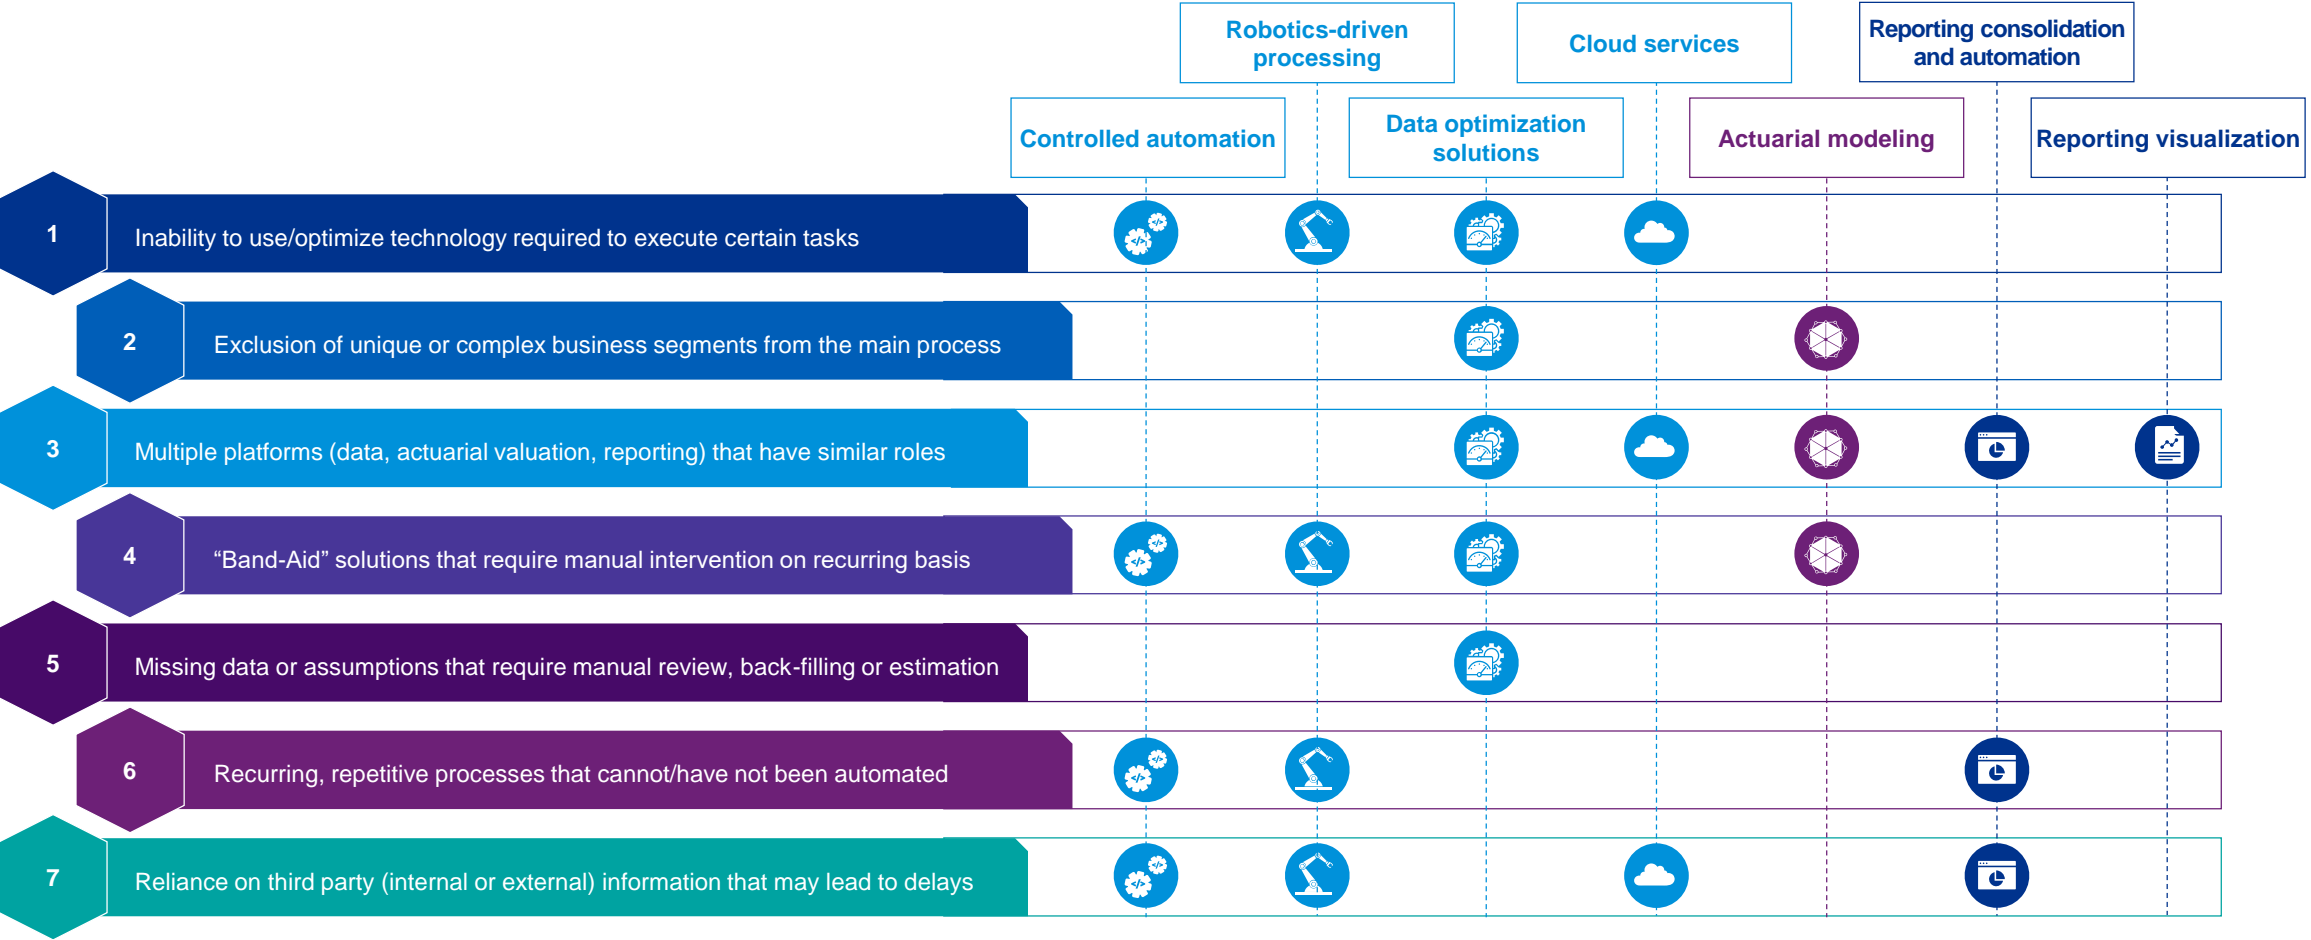 Robotics-driven
processing
Cloud services
Reporting consolidation
and automation
Controlled automation
Data optimization
solutions
Actuarial modeling
Reporting visualization
1
Inability to use/optimize technology required to execute certain tasks
2
Exclusion of unique or complex business segments from the main process
3
Multiple platforms (data, actuarial valuation, reporting) that have similar roles
4
“Band-Aid” solutions that require manual intervention on recurring basis
5
Missing data or assumptions that require manual review, back-filling or estimation
6
Recurring, repetitive processes that cannot/have not been automated
7
Reliance on third party (internal or external) information that may lead to delays